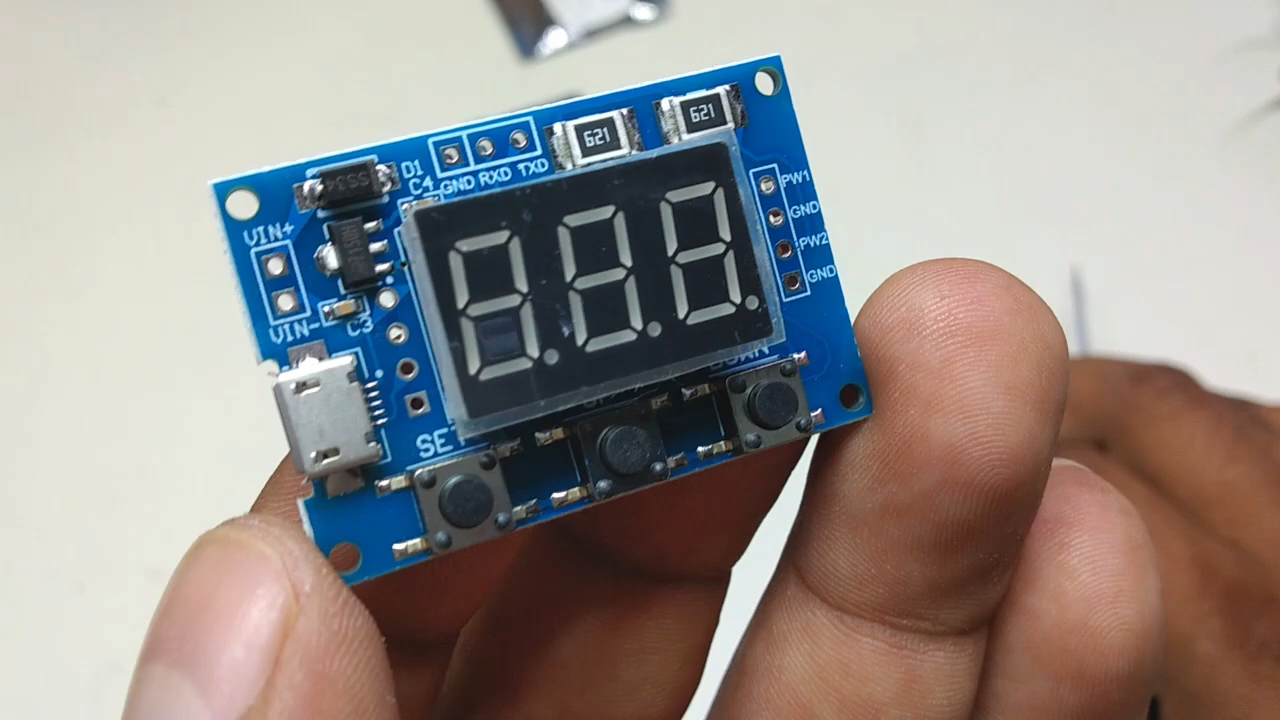 621
621
SS34
D1
C4
GND RXD TXD
PW1
GND
PW2
GND
VIN+
VIN-
C3
SET
DOWN